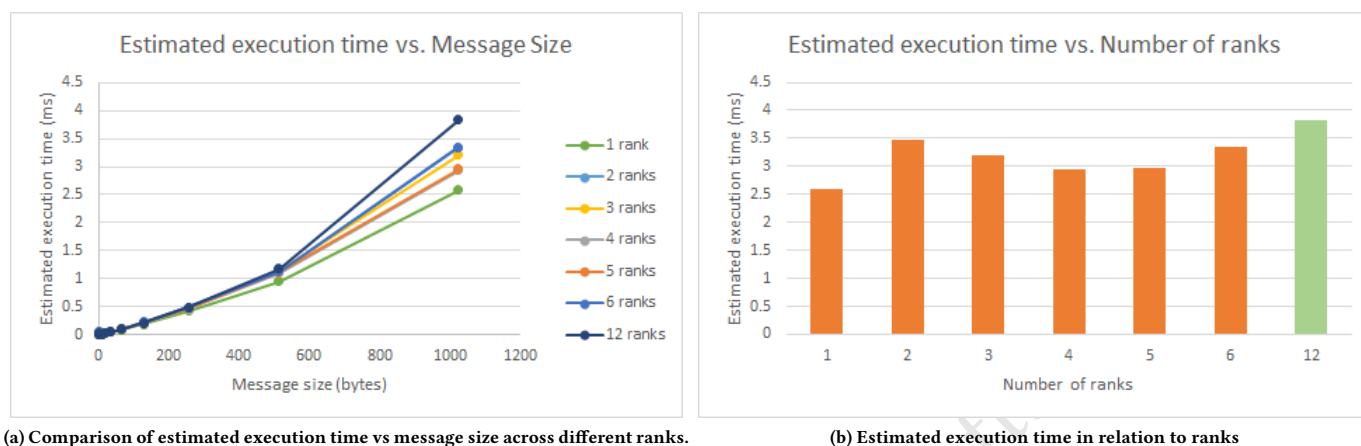 Estimated execution time vs. Message Size
Estimated execution time (ms)
4.5
4
3.5
3
2.5
2
1.5
1
0.5
0
0
200
400
600
800
1000
1200
Message size (bytes)
1 rank
2 ranks
3 ranks
4 ranks
5 ranks
6 ranks
12 ranks
(a) Comparison of estimated execution time vs message size across different ranks.
Estimated execution time vs. Number of ranks
Estimated execution time (ms)
4.5
4
3.5
3
2.5
2
1.5
1
0.5
0
1
2
3
4
5
6
12
Number of ranks
(b) Estimated execution time in relation to ranks